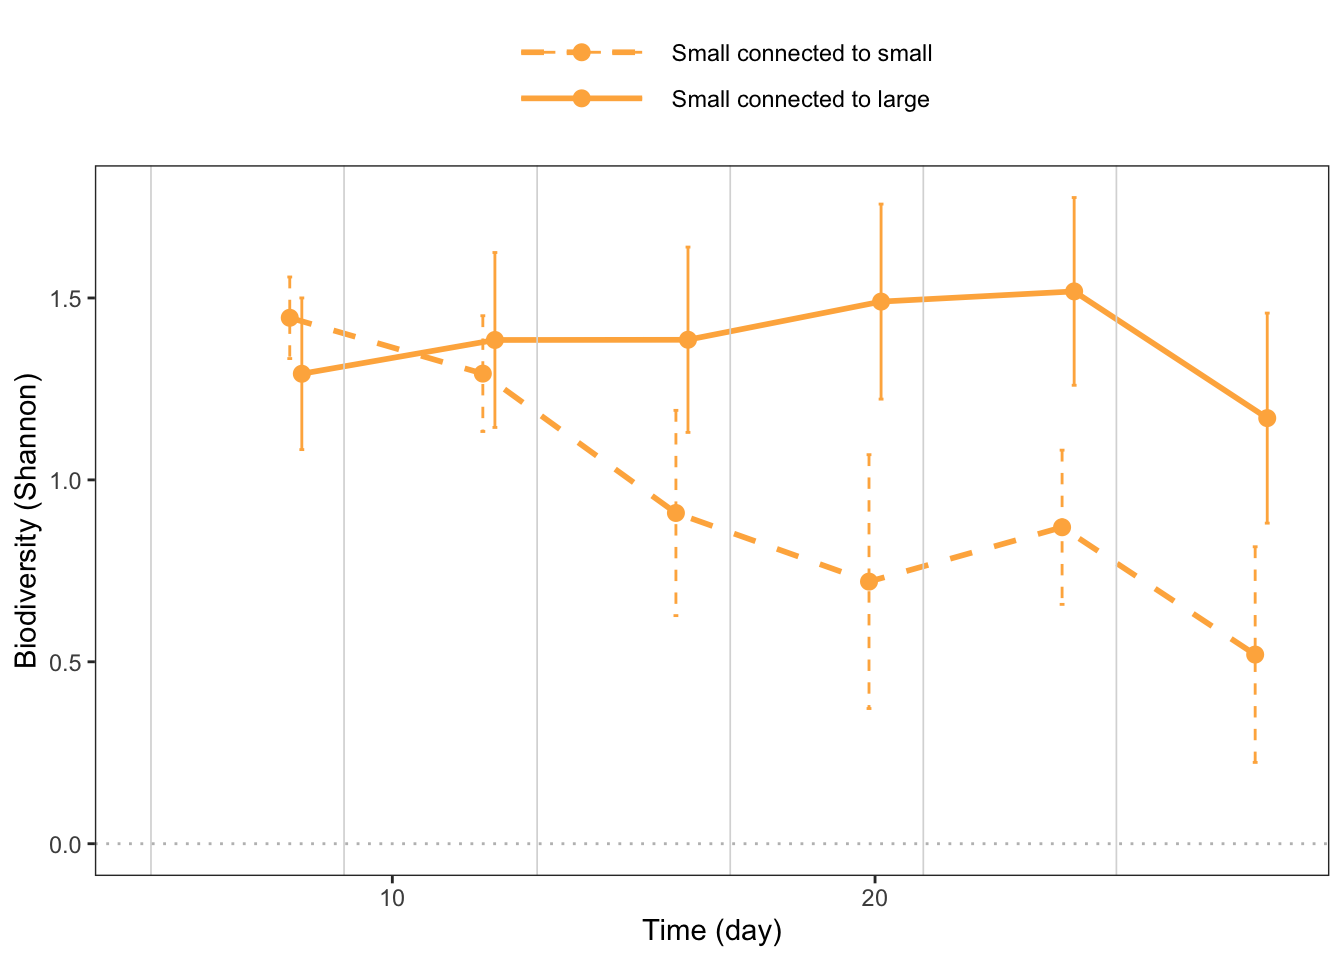 Small connected to small
Small connected to large
Biodiversity (Shannon)
1.5
1.0
0.5
0.0
10
20
Time (day)